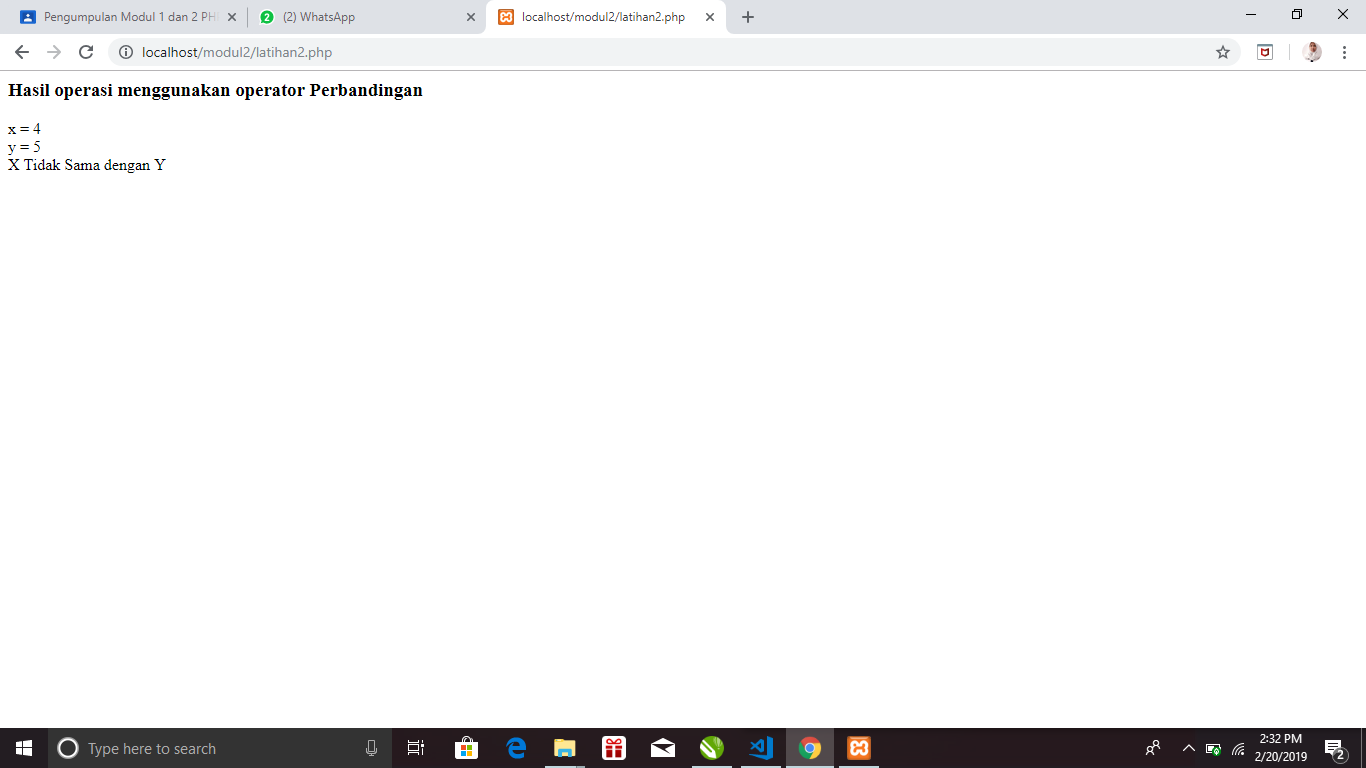 Pengumpulan Modul 1 dan 2 PH
2 (2) WhatsApp
localhost/modul2/latihan2.php
localhost/modul2/latihan2.php
Hasil operasi menggunakan operator Perbandingan
x = 4
y = 5
X Tidak Sama dengan Y
Type here to search
2:32 PM
2/20/2019
2